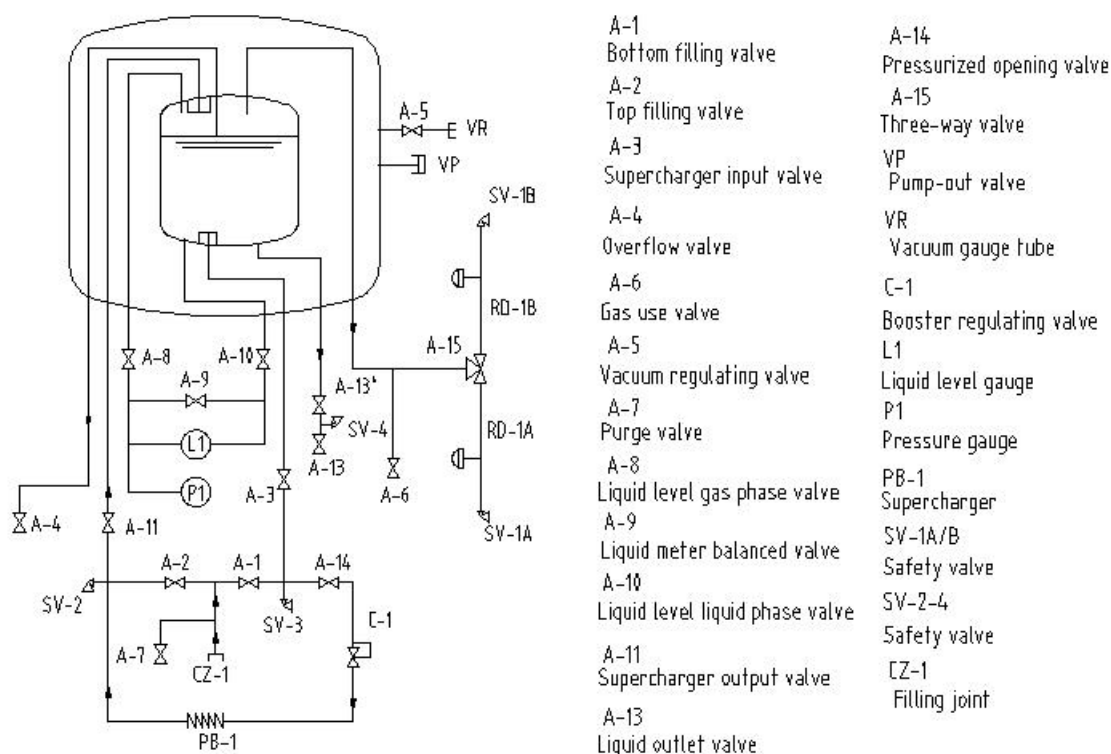 A-5
VR
VP
SV-1B
RD-1B
A-15
A-8
A-10
A-9
A-13'
SV-4
RD-1A
L1
A-13
P1
A-3
A-6
A-4
A-11
SV-1A
A-2
A-1
A-14
SV-2
SV-3
C-1
A-7
CZ-1
PB-1
A-1
Bottom filling valve
A-2
Top filling valve
A-3
Supercharger input valve
A-4
Overflow valve
A-6
Gas use valve
A-5
Vacuum regulating valve
A-7
Purge valve
A-8
Liquid level gas phase valve
A-9
Liquid meter balanced valve
A-10
Liquid level liquid phase valve
A-11
Supercharger output valve
A-13
Liquid outlet valve
A-14
Pressurized opening valve
A-15
Three-way valve
VP
Pump-out valve
VR
Vacuum gauge tube
C-1
Booster regulating valve
L1
Liquid level gauge
P1
Pressure gauge
PB-1
Supercharger
SV-1A/B
Safety valve
SV-2-4
Safety valve
CZ-1
Filling joint